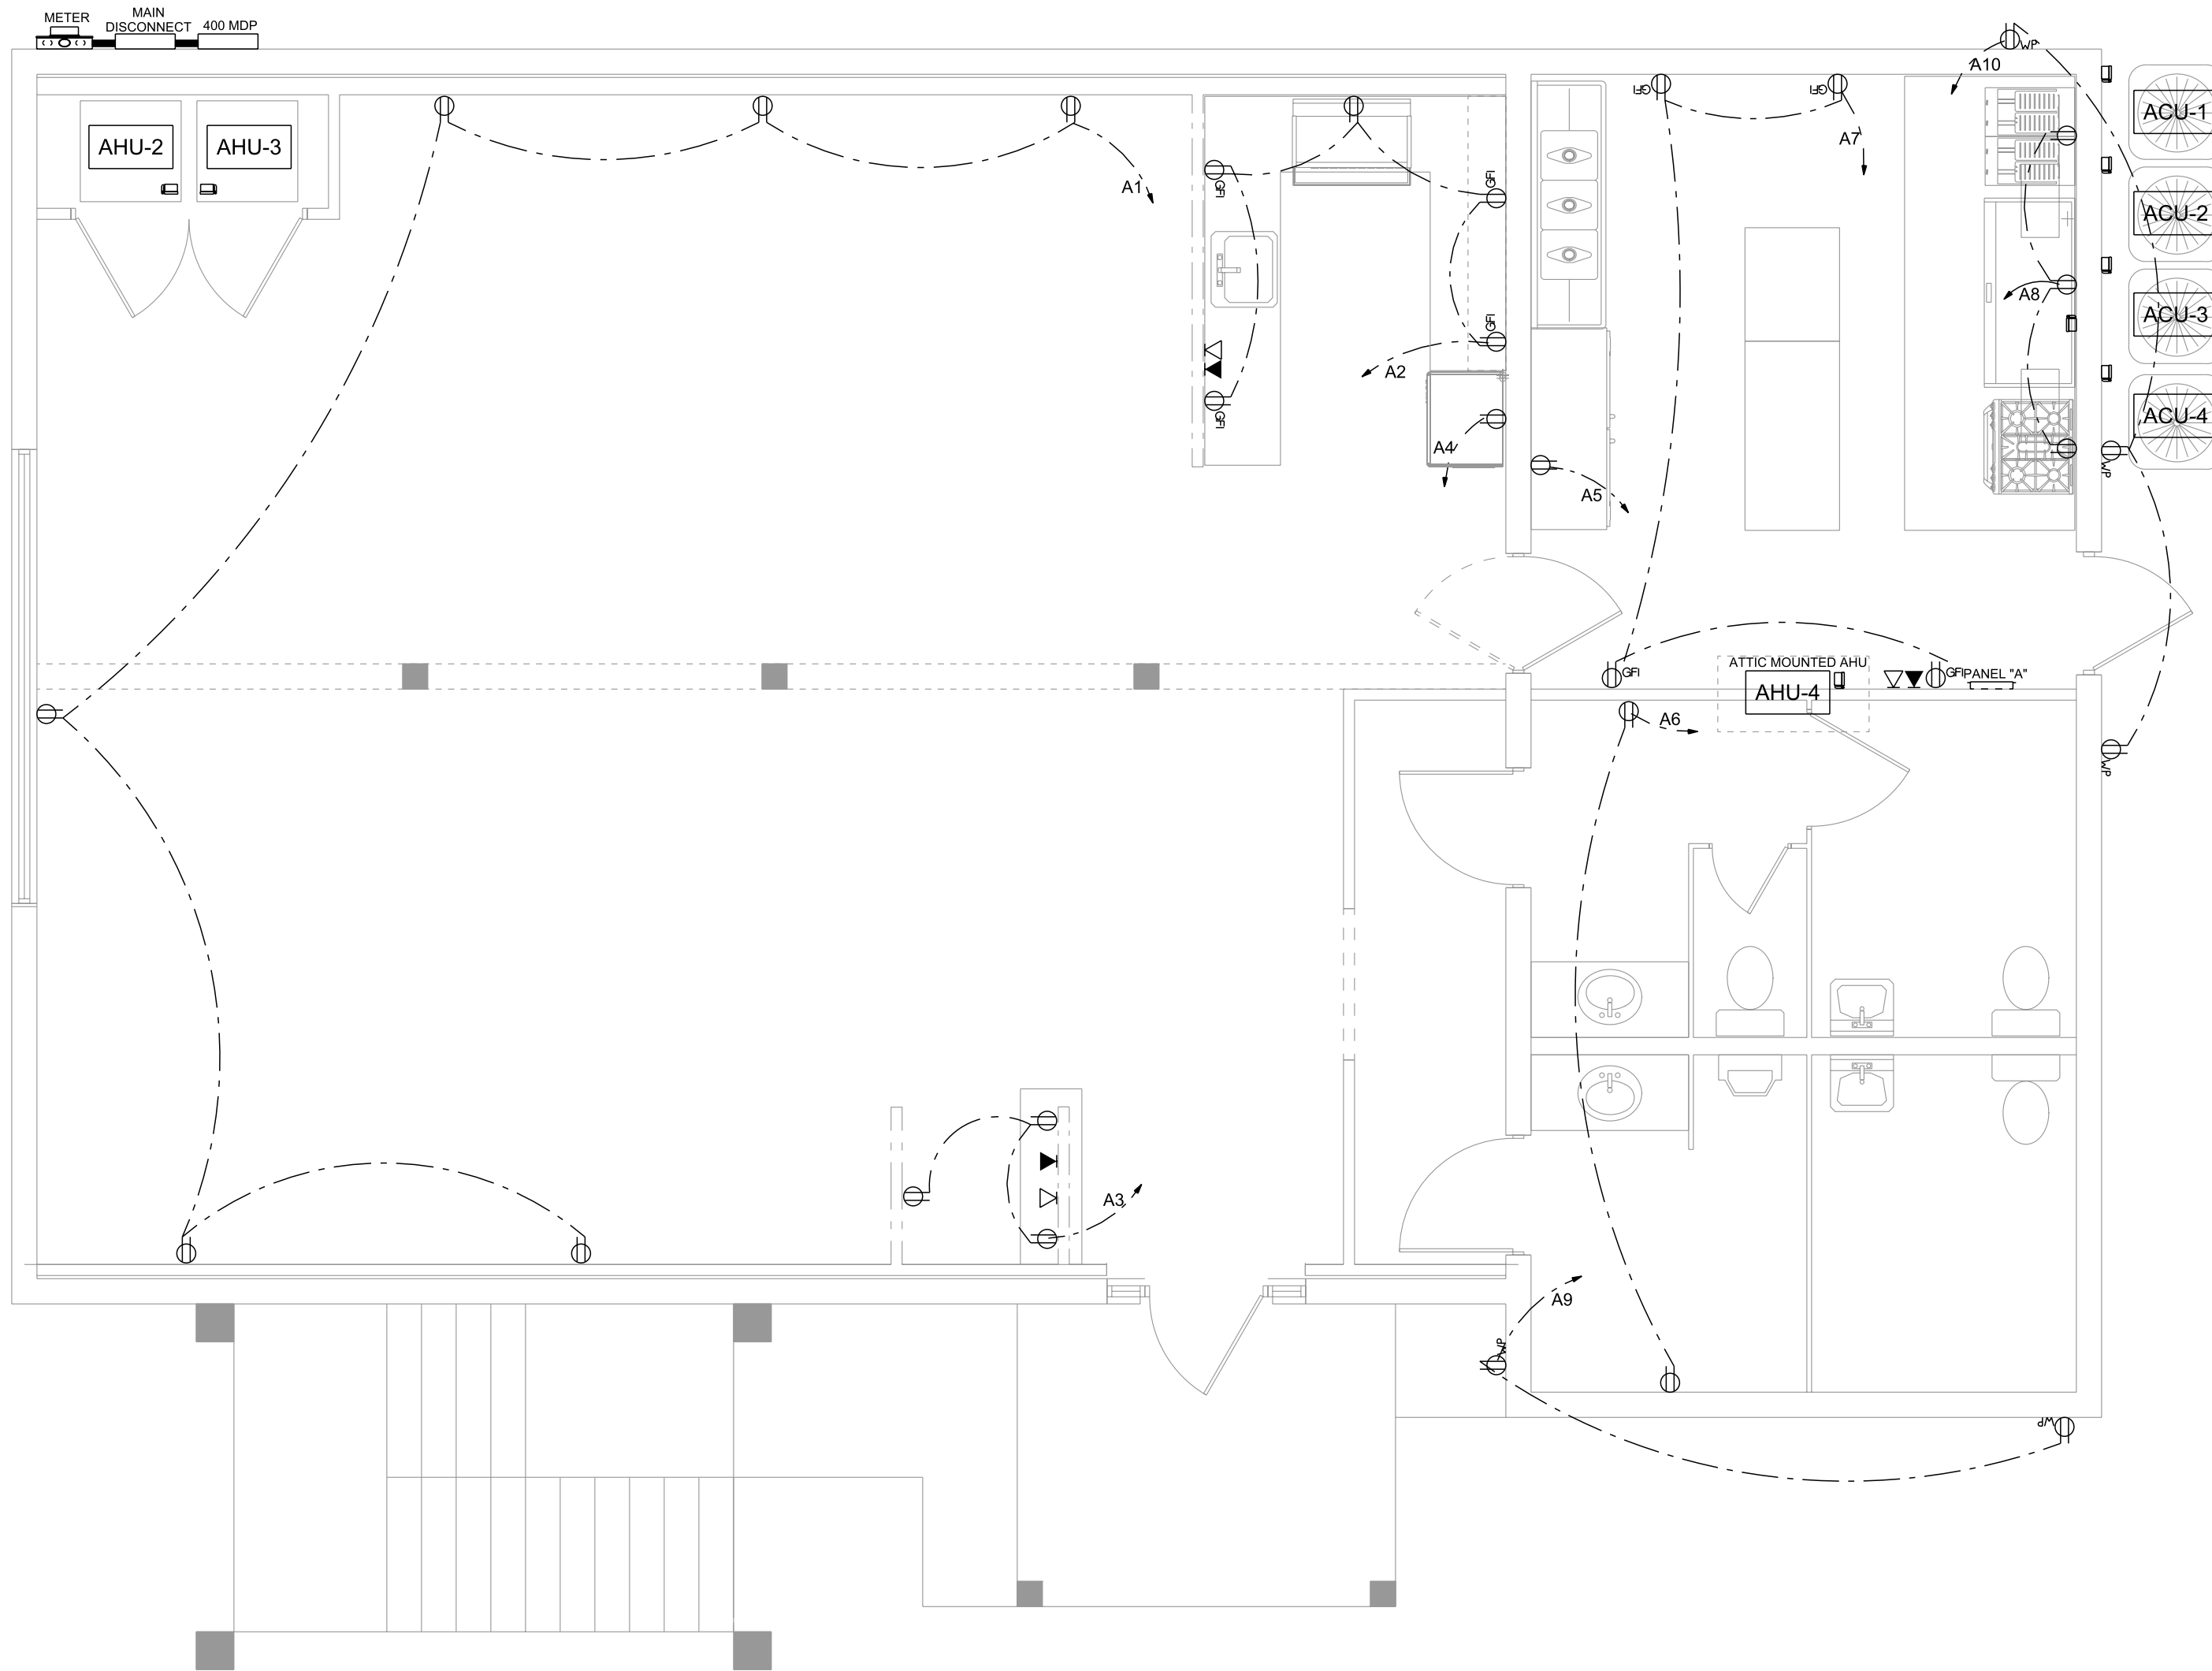 METER
MAIN
DISCONNECT
400 MDP
WP
A10
GFI
GFI
ACU-1
AHU-2
AHU-3
A7
A1
GFI
GFI
ACU-2
A8
ACU-3
GFI
A2
ACU-4
GFI
A4
WP
A5
ATTIC MOUNTED AHU
GFI
GFI
PANEL "A"
AHU-4
A6
WP
A3
A9
WP
WP